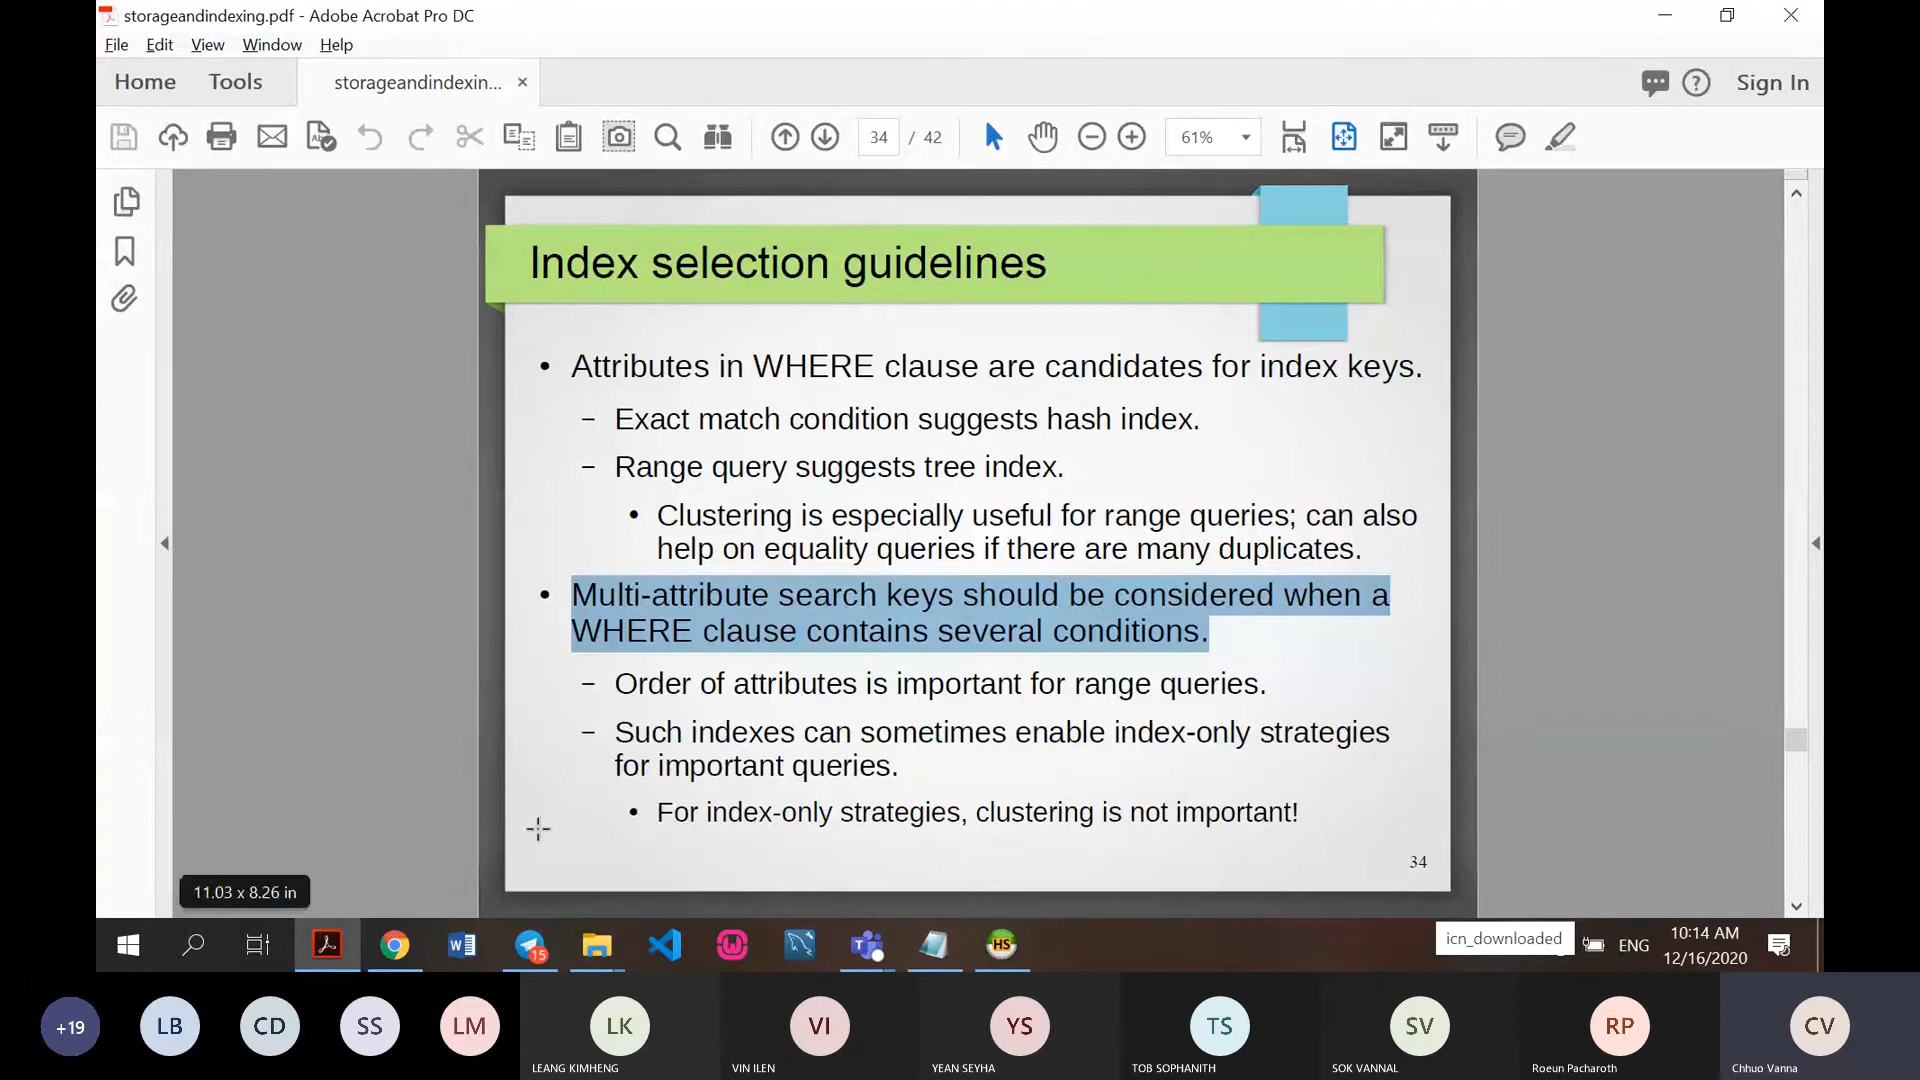 storageandindexing.pdf - Adobe Acrobat Pro DC
File Edit View Window Help
Home Tools storageandindexin... × Sign In
34 / 42 61%
Index selection guidelines
• Attributes in WHERE clause are candidates for index keys.
– Exact match condition suggests hash index.
– Range query suggests tree index.
• Clustering is especially useful for range queries; can also
help on equality queries if there are many duplicates.
• Multi-attribute search keys should be considered when a
WHERE clause contains several conditions.
– Order of attributes is important for range queries.
– Such indexes can sometimes enable index-only strategies
for important queries.
• For index-only strategies, clustering is not important!
34
11.03 x 8.26 in
15
HS
icn_downloaded
ENG
10:14 AM
12/16/2020
+19 LB CD SS LM LK VI YS TS SV RP CV
LEANG KIMHENG VIN ILEN YEAN SEYHA TOB SOPHANITH SOK VANNAL Roeun Pacharoth Chhuo Vanna